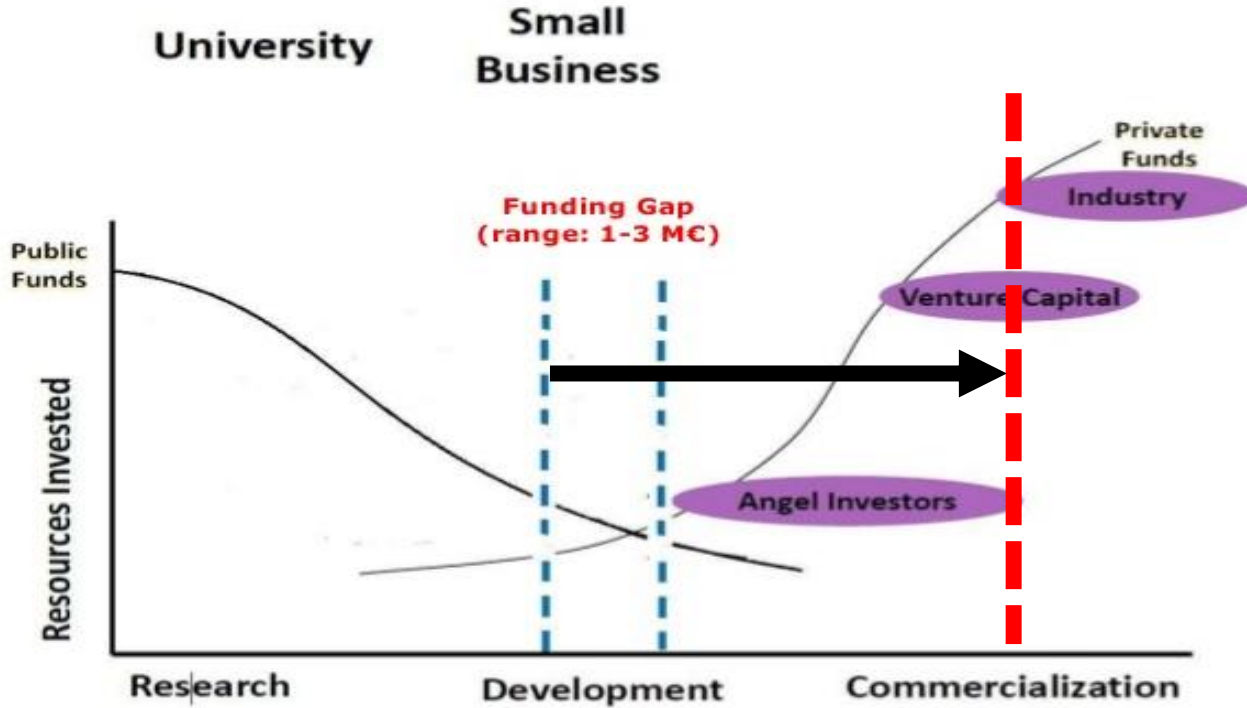 University
Small
Business
Private
Funds
Industry
Funding Gap
(range: 1-3 M€)
Public
Funds
Venture Capital
Resources Invested
Angel Investors
Research
Development
Commercialization